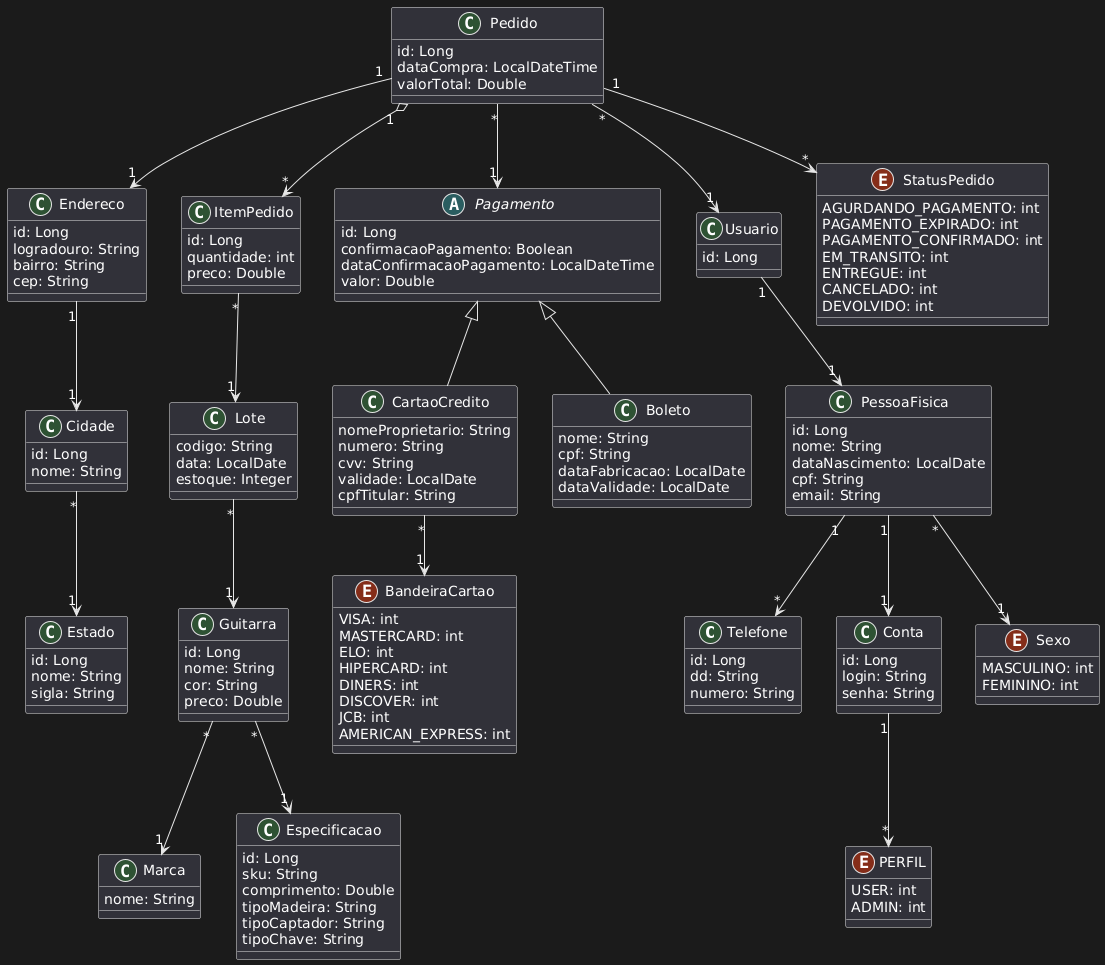 C Pedido
id: Long
dataCompra: LocalDateTime
valorTotal: Double
1
1
*
*
1
1
*
1
1
*
C Endereco
id: Long
logradouro: String
bairro: String
cep: String
C ItemPedido
id: Long
quantidade: int
preco: Double
A Pagamento
id: Long
confirmacaoPagamento: Boolean
dataConfirmacaoPagamento: LocalDateTime
valor: Double
C Usuario
id: Long
E StatusPedido
AGURDANDO_PAGAMENTO: int
PAGAMENTO_EXPIRADO: int
PAGAMENTO_CONFIRMADO: int
EM_TRANSITO: int
ENTREGUE: int
CANCELADO: int
DEVOLVIDO: int
1
*
1
1
1
1
C Cidade
id: Long
nome: String
C Lote
codigo: String
data: LocalDate
estoque: Integer
C CartaoCredito
nomeProprietario: String
numero: String
cvv: String
validade: LocalDate
cpfTitular: String
C Boleto
nome: String
cpf: String
dataFabricacao: LocalDate
dataValidade: LocalDate
C PessoaFisica
id: Long
nome: String
dataNascimento: LocalDate
cpf: String
email: String
*
*
*
1
1
*
1
1
1
*
1
1
C Estado
id: Long
nome: String
sigla: String
C Guitarra
id: Long
nome: String
cor: String
preco: Double
E BandeiraCartao
VISA: int
MASTERCARD: int
ELO: int
HIPERCARD: int
DINERS: int
DISCOVER: int
JCB: int
AMERICAN_EXPRESS: int
C Telefone
id: Long
dd: String
numero: String
C Conta
id: Long
login: String
senha: String
E Sexo
MASCULINO: int
FEMININO: int
*
*
1
1
1
*
C Marca
nome: String
C Especificacao
id: Long
sku: String
comprimento: Double
tipoMadeira: String
tipoCaptador: String
tipoChave: String
E PERFIL
USER: int
ADMIN: int